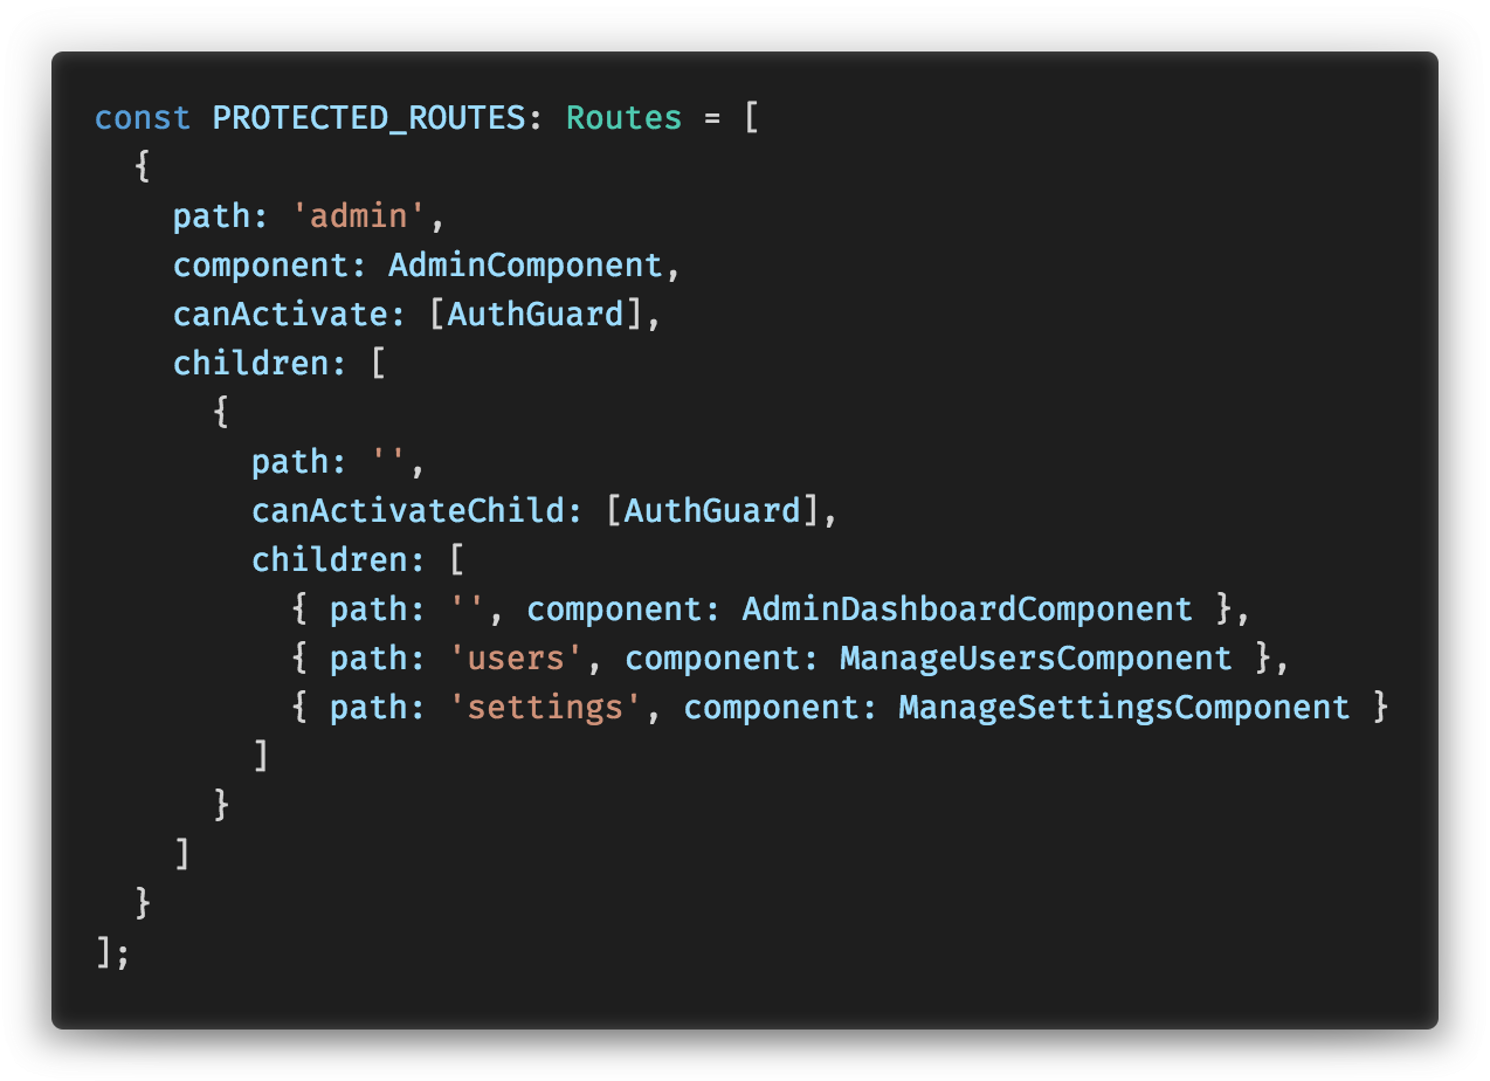 const PROTECTED_ROUTES: Routes = [
  {
    path: 'admin',
    component: AdminComponent,
    canActivate: [AuthGuard],
    children: [
      {
        path: '',
        canActivateChild: [AuthGuard],
        children: [
          { path: '', component: AdminDashboardComponent },
          { path: 'users', component: ManageUsersComponent },
          { path: 'settings', component: ManageSettingsComponent }
        ]
      }
    ]
  }
];